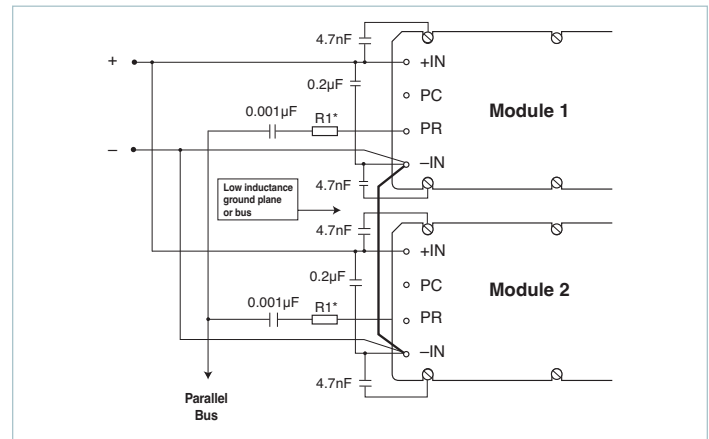 4.7nF
+
+IN
0.2µF
PC
Module 1
0.001µF
R1*
PR
–
–IN
4.7nF
Low inductance
ground plane
or bus
4.7nF
+IN
0.2µF
PC
Module 2
0.001µF
R1*
PR
–IN
4.7nF
Parallel
Bus